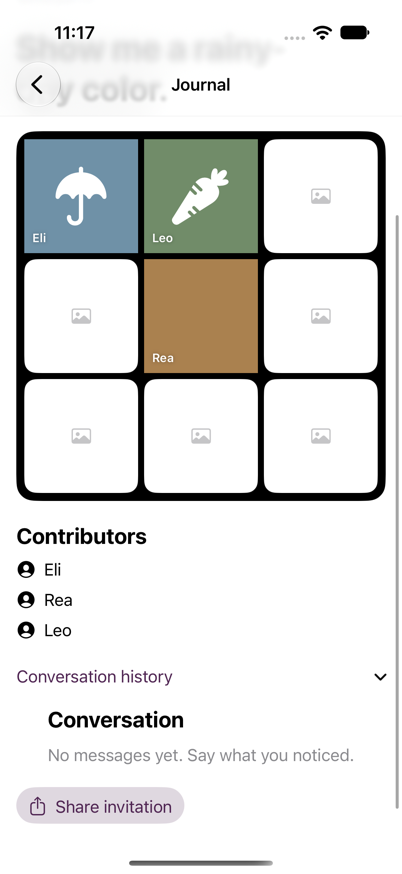 11:17
Show me a rainy-
color.
Journal
Eli
Leo
Rea
Contributors
Eli
Rea
Leo
Conversation history
Conversation
No messages yet. Say what you noticed.
Share invitation